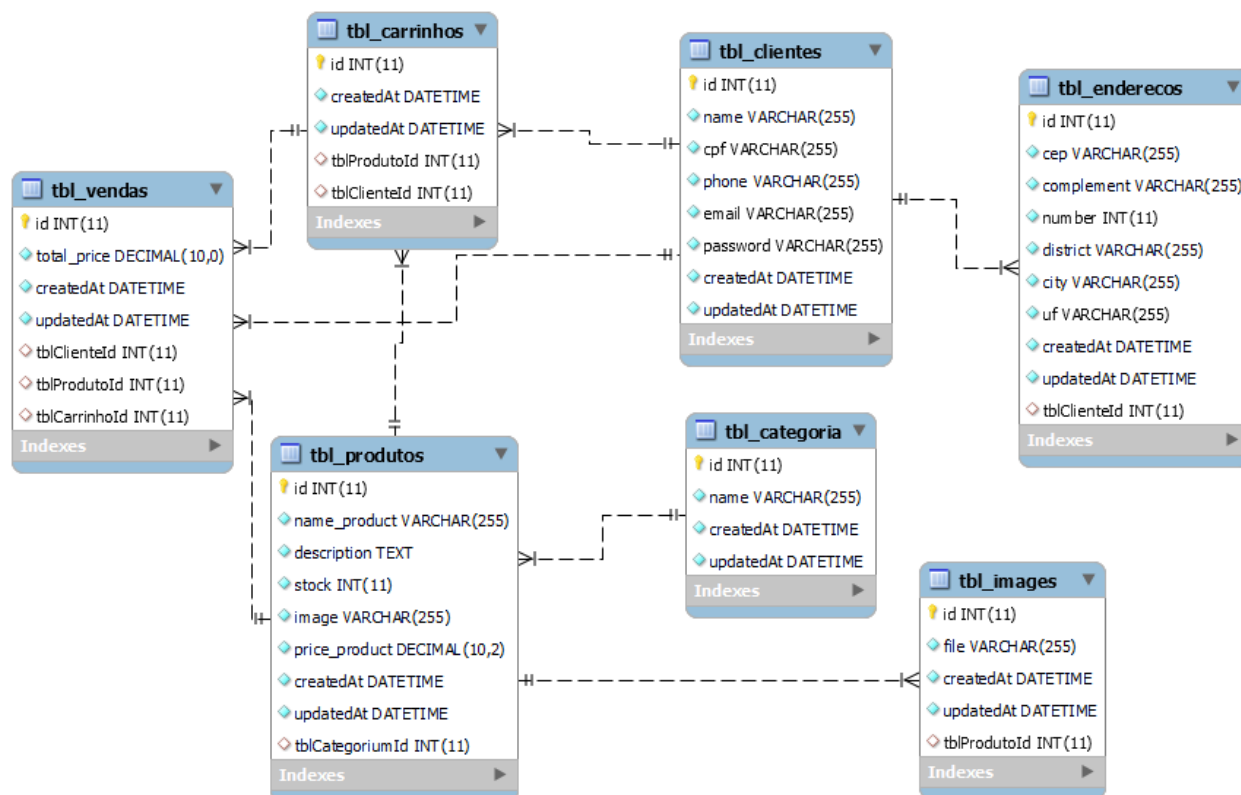 tbl_carrinhos
id INT(11)
createdAt DATETIME
updatedAt DATETIME
tblProdutoId INT(11)
tblClienteId INT(11)
Indexes
tbl_clientes
id INT(11)
name VARCHAR(255)
cpf VARCHAR(255)
phone VARCHAR(255)
email VARCHAR(255)
password VARCHAR(255)
createdAt DATETIME
updatedAt DATETIME
Indexes
tbl_enderecos
id INT(11)
cep VARCHAR(255)
complement VARCHAR(255)
number INT(11)
district VARCHAR(255)
city VARCHAR(255)
uf VARCHAR(255)
createdAt DATETIME
updatedAt DATETIME
tblClienteId INT(11)
Indexes
tbl_vendas
id INT(11)
total_price DECIMAL(10,0)
createdAt DATETIME
updatedAt DATETIME
tblClienteId INT(11)
tblProdutoId INT(11)
tblCarrinhoId INT(11)
Indexes
tbl_produtos
id INT(11)
name_product VARCHAR(255)
description TEXT
stock INT(11)
image VARCHAR(255)
price_product DECIMAL(10,2)
createdAt DATETIME
updatedAt DATETIME
tblCategoriumId INT(11)
Indexes
tbl_categoria
id INT(11)
name VARCHAR(255)
createdAt DATETIME
updatedAt DATETIME
Indexes
tbl_images
id INT(11)
file VARCHAR(255)
createdAt DATETIME
updatedAt DATETIME
tblProdutoId INT(11)
Indexes